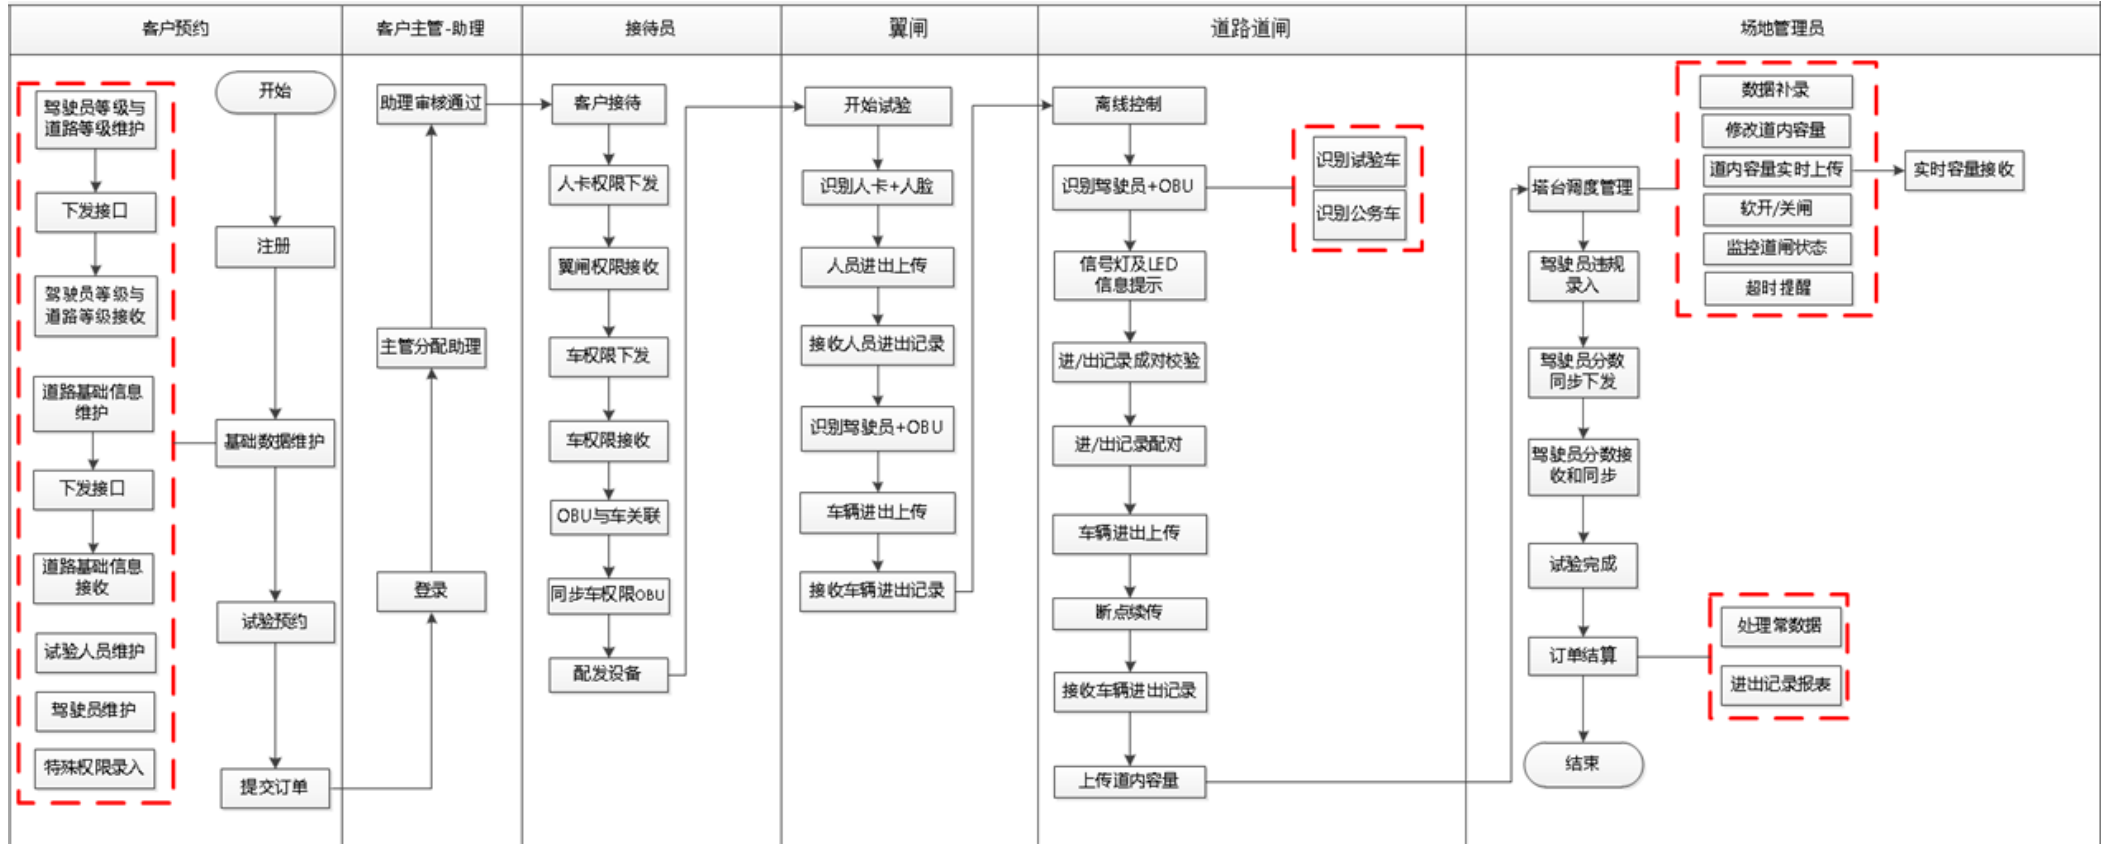 客户预约
客户主管-助理
接待员
翼闸
道路道闸
场地管理员
驾驶员等级与
道路等级维护
下发接口
驾驶员等级与
道路等级接收
道路基础信息
维护
下发接口
道路基础信息
接收
试验人员维护
驾驶员维护
特殊权限录入
开始
注册
基础数据维护
试验预约
提交订单
助理审核通过
主管分配助理
登录
客户接待
人卡权限下发
翼闸权限接收
车权限下发
车权限接收
OBU与车关联
同步车权限OBU
配发设备
开始试验
识别人卡+人脸
人员进出上传
接收人员进出记录
识别驾驶员+OBU
车辆进出上传
接收车辆进出记录
离线控制
识别驾驶员+OBU
信号灯及LED
信息提示
进/出记录成对校验
进/出记录配对
车辆进出上传
断点续传
接收车辆进出记录
上传道内容量
识别试验车
识别公务车
塔台调度管理
驾驶员违规
录入
驾驶员分数
同步下发
驾驶员分数接
收和同步
试验完成
订单结算
结束
数据补录
修改道内容量
道内容量实时上传
软开/关闸
监控道闸状态
超时提醒
实时容量接收
处理常数据
进出记录报表